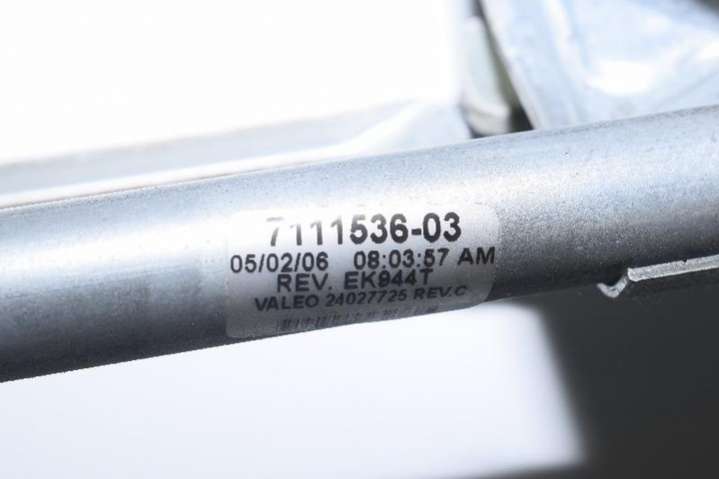 7111536-03
05/02/06 08:03:57 AM
REV. EK944T
VALEO 24027725 REV.C